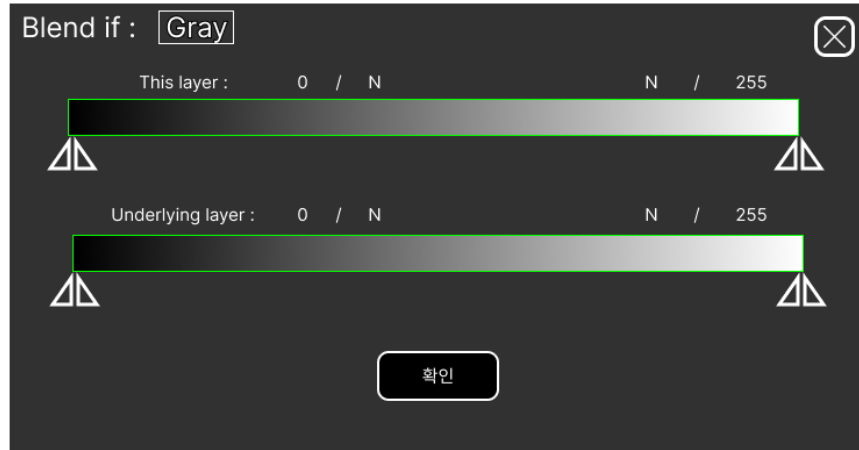 Blend if : Gray
This layer : 0 / N N / 255
Underlying layer : 0 / N N / 255
확인